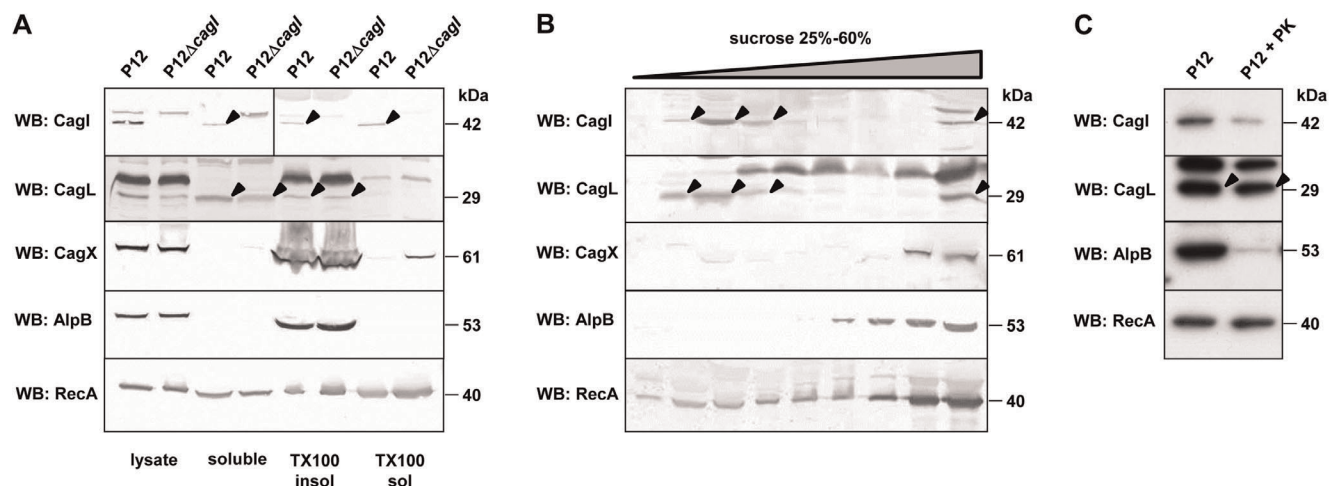 A
P12
P12ΔcagI
P12
P12ΔcagI
P12
P12ΔcagI
P12
P12ΔcagI
kDa
WB: CagI
42
WB: CagL
29
WB: CagX
61
WB: AlpB
53
WB: RecA
40
lysate
soluble
TX100
insol
TX100
sol
B
sucrose 25%-60%
kDa
WB: CagI
42
WB: CagL
29
WB: CagX
61
WB: AlpB
53
WB: RecA
40
C
P12
P12 + PK
kDa
WB: CagI
42
WB: CagL
29
WB: AlpB
53
WB: RecA
40